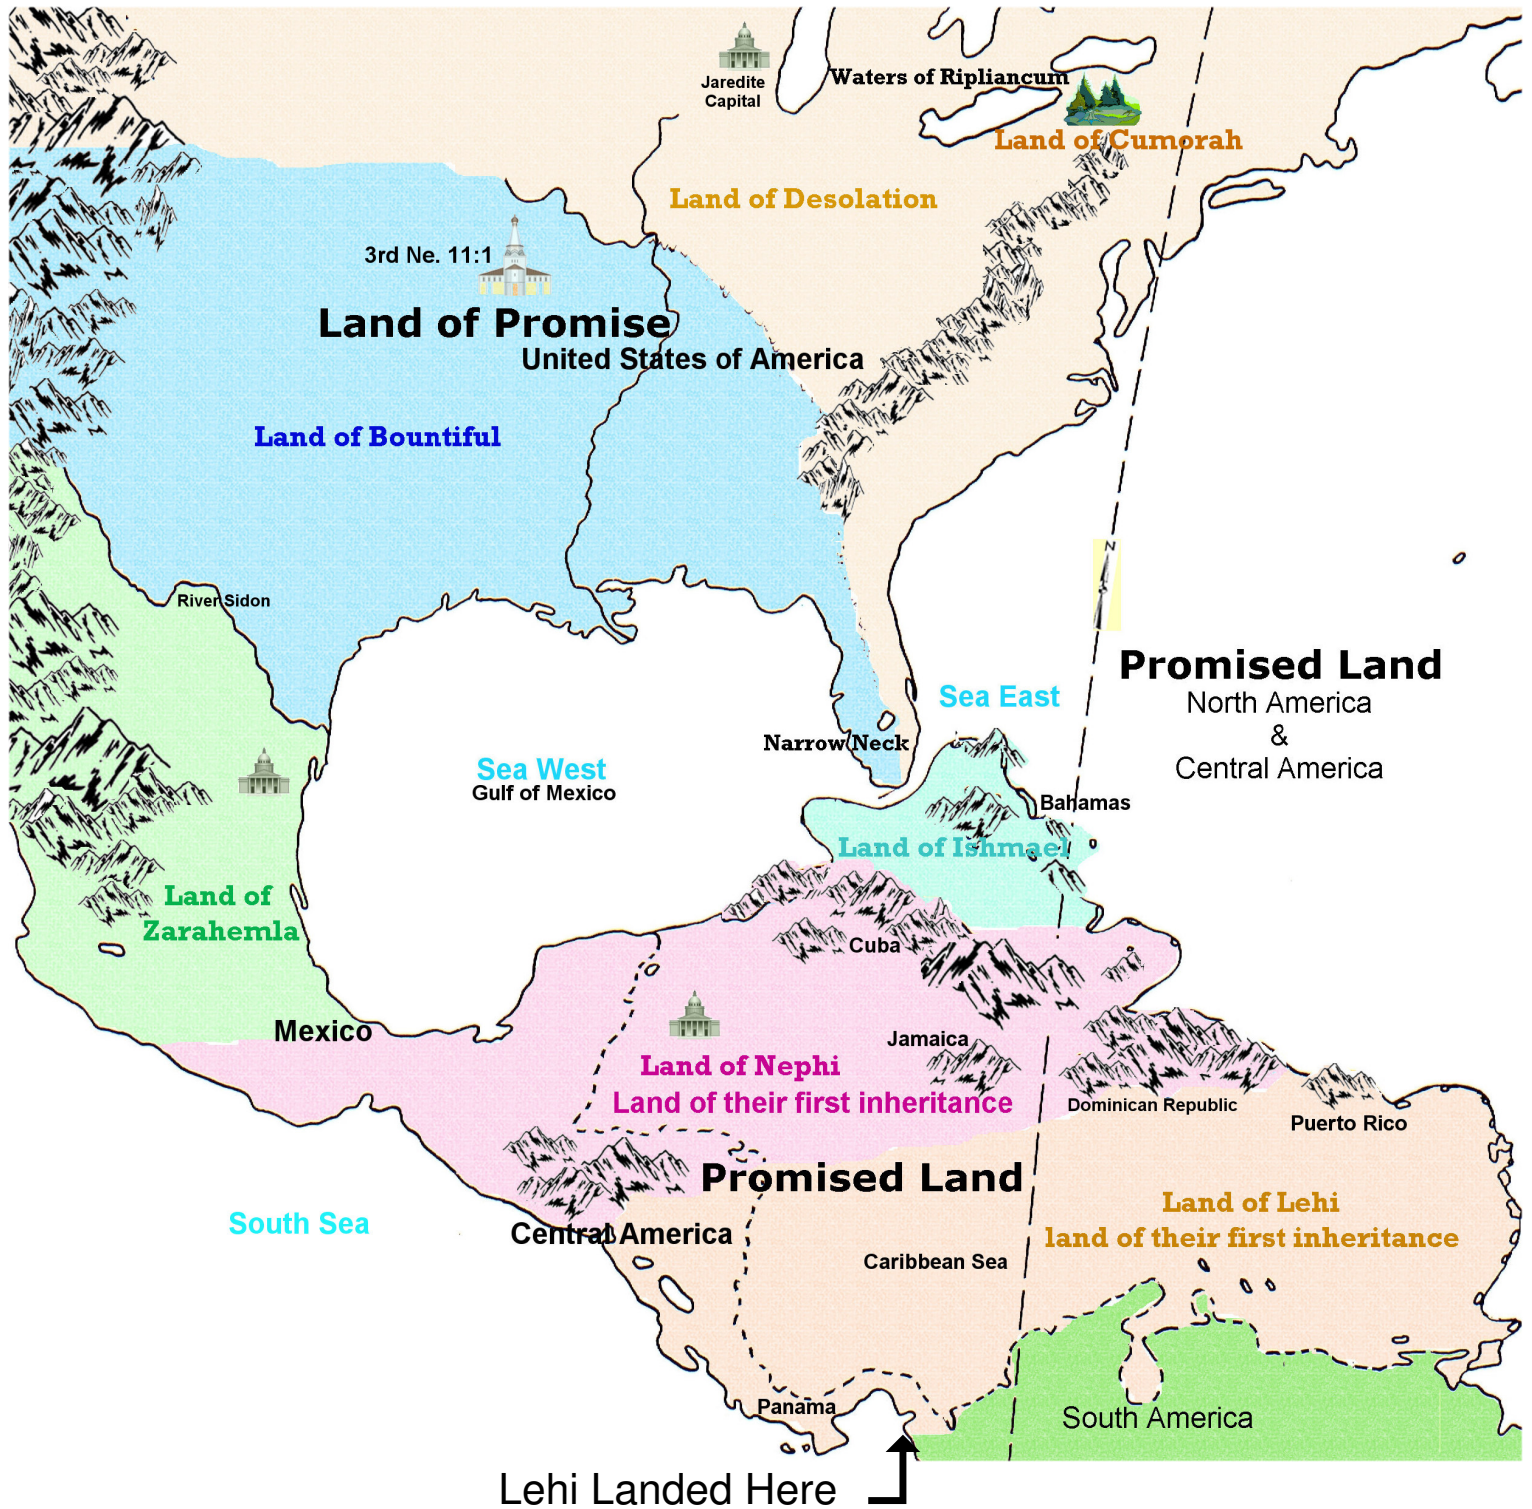 Jaredite
Capital
Waters of Ripliancum
Land of Cumorah
Land of Desolation
3rd Ne. 11:1
Land of Promise
United States of America
Land of Bountiful
N
River Sidon
Promised Land
North America
&
Central America
Sea East
Narrow Neck
Sea West
Gulf of Mexico
Bahamas
Land of Ishmael
Land of
Zarahemla
Cuba
Mexico
Jamaica
Land of Nephi
Land of their first inheritance
Dominican Republic
Puerto Rico
Promised Land
Land of Lehi
land of their first inheritance
South Sea
Central America
Caribbean Sea
Panama
South America
Lehi Landed Here